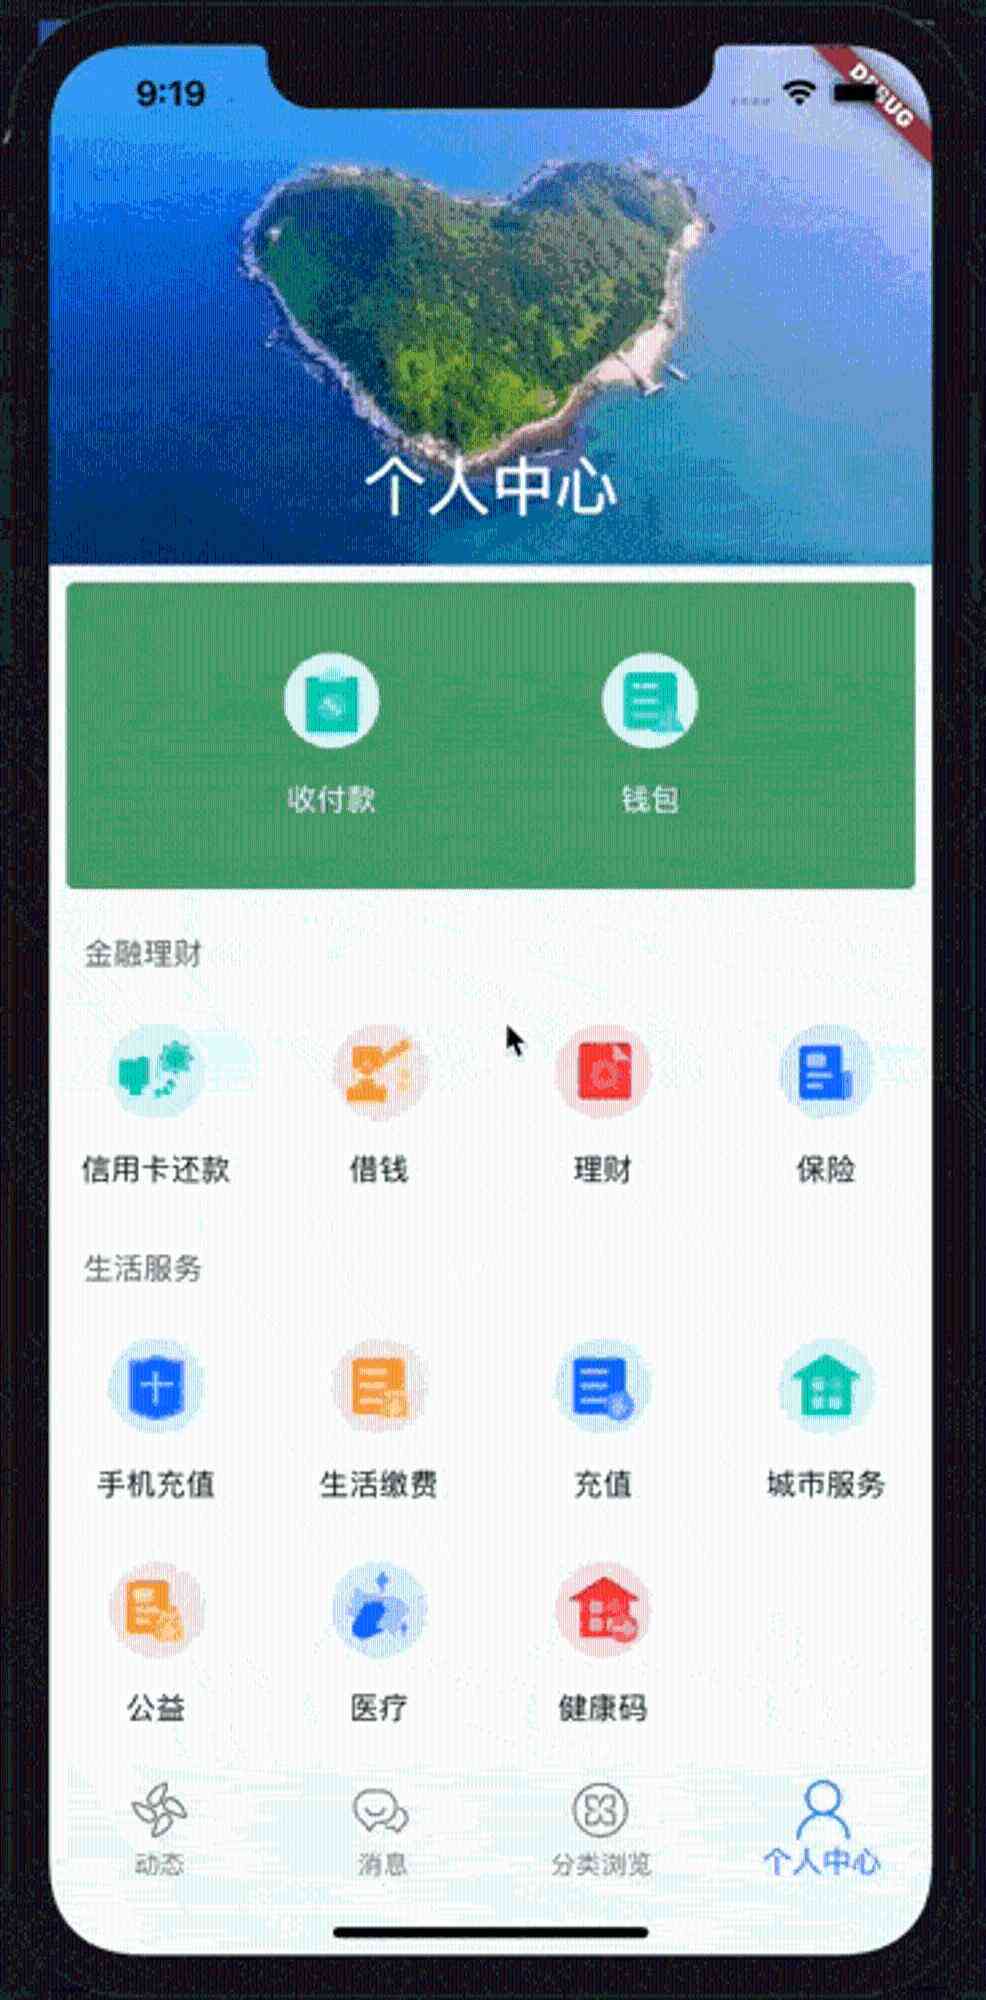 9:19
DEBUG
个人中心
收付款 钱包
金融理财
信用卡还款 借钱 理财 保险
生活服务
手机充值 生活缴费 充值 城市服务
公益 医疗 健康码
动态 消息 分类浏览 个人中心